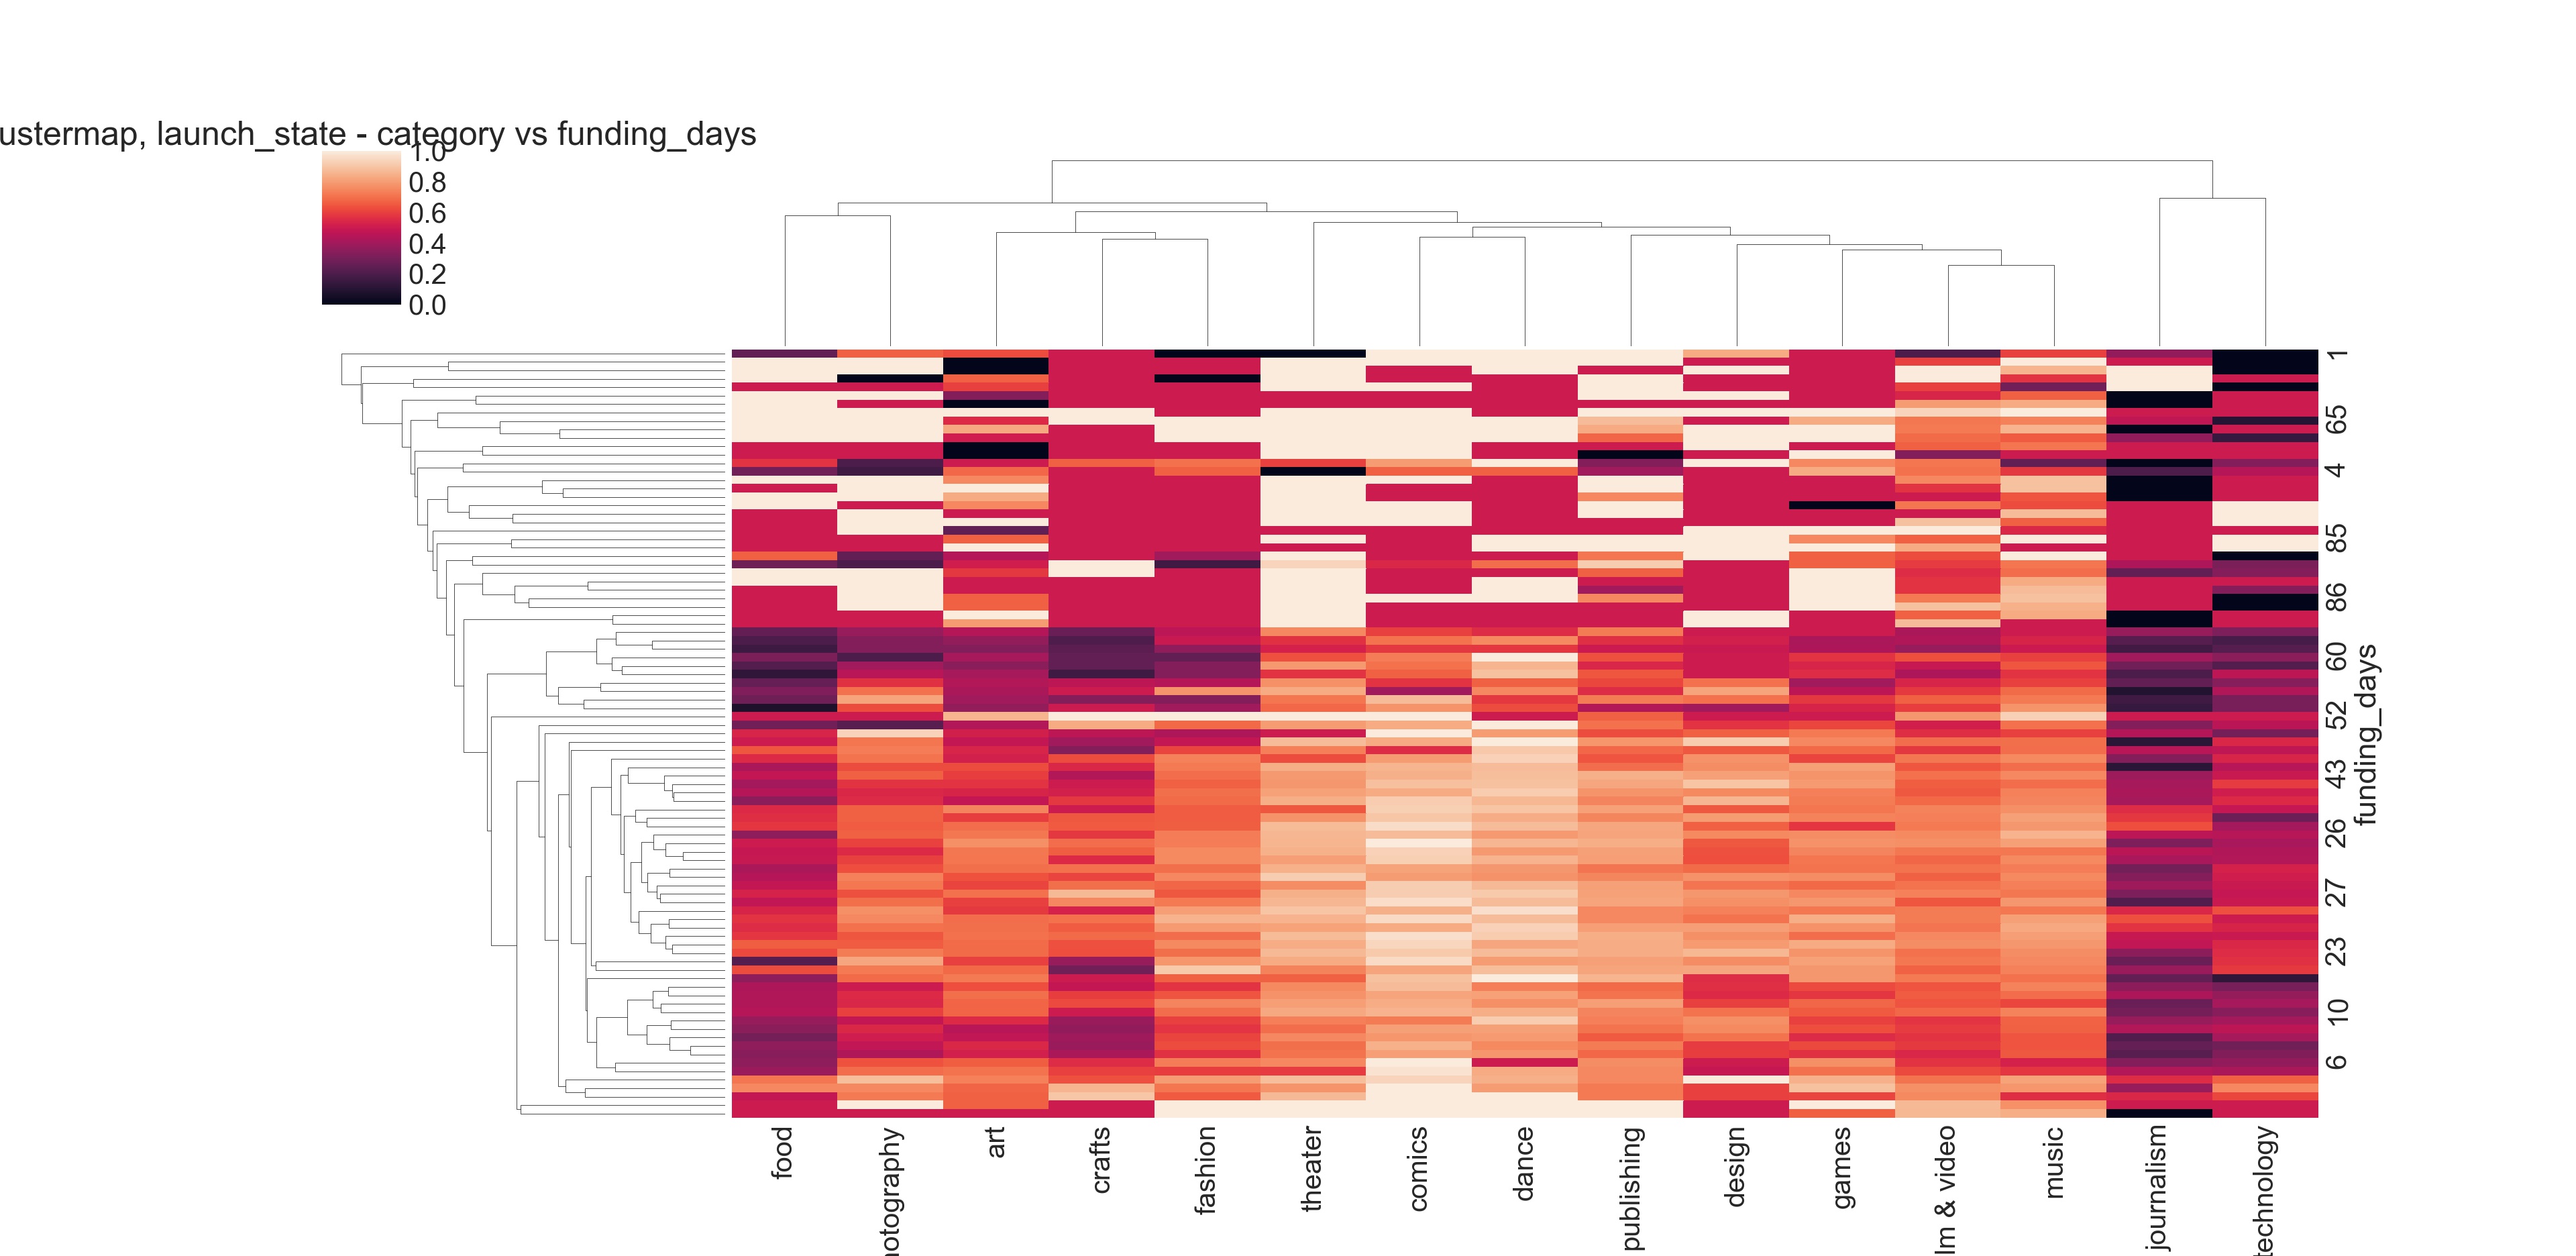 ustermap, launch_state - category vs funding_days
1.0
0.8
0.6
0.4
0.2
0.0
1
65
4
85
86
60
52
43
26
27
23
10
6
funding_days
food
otography
art
crafts
fashion
theater
comics
dance
publishing
design
games
lm & video
music
journalism
technology